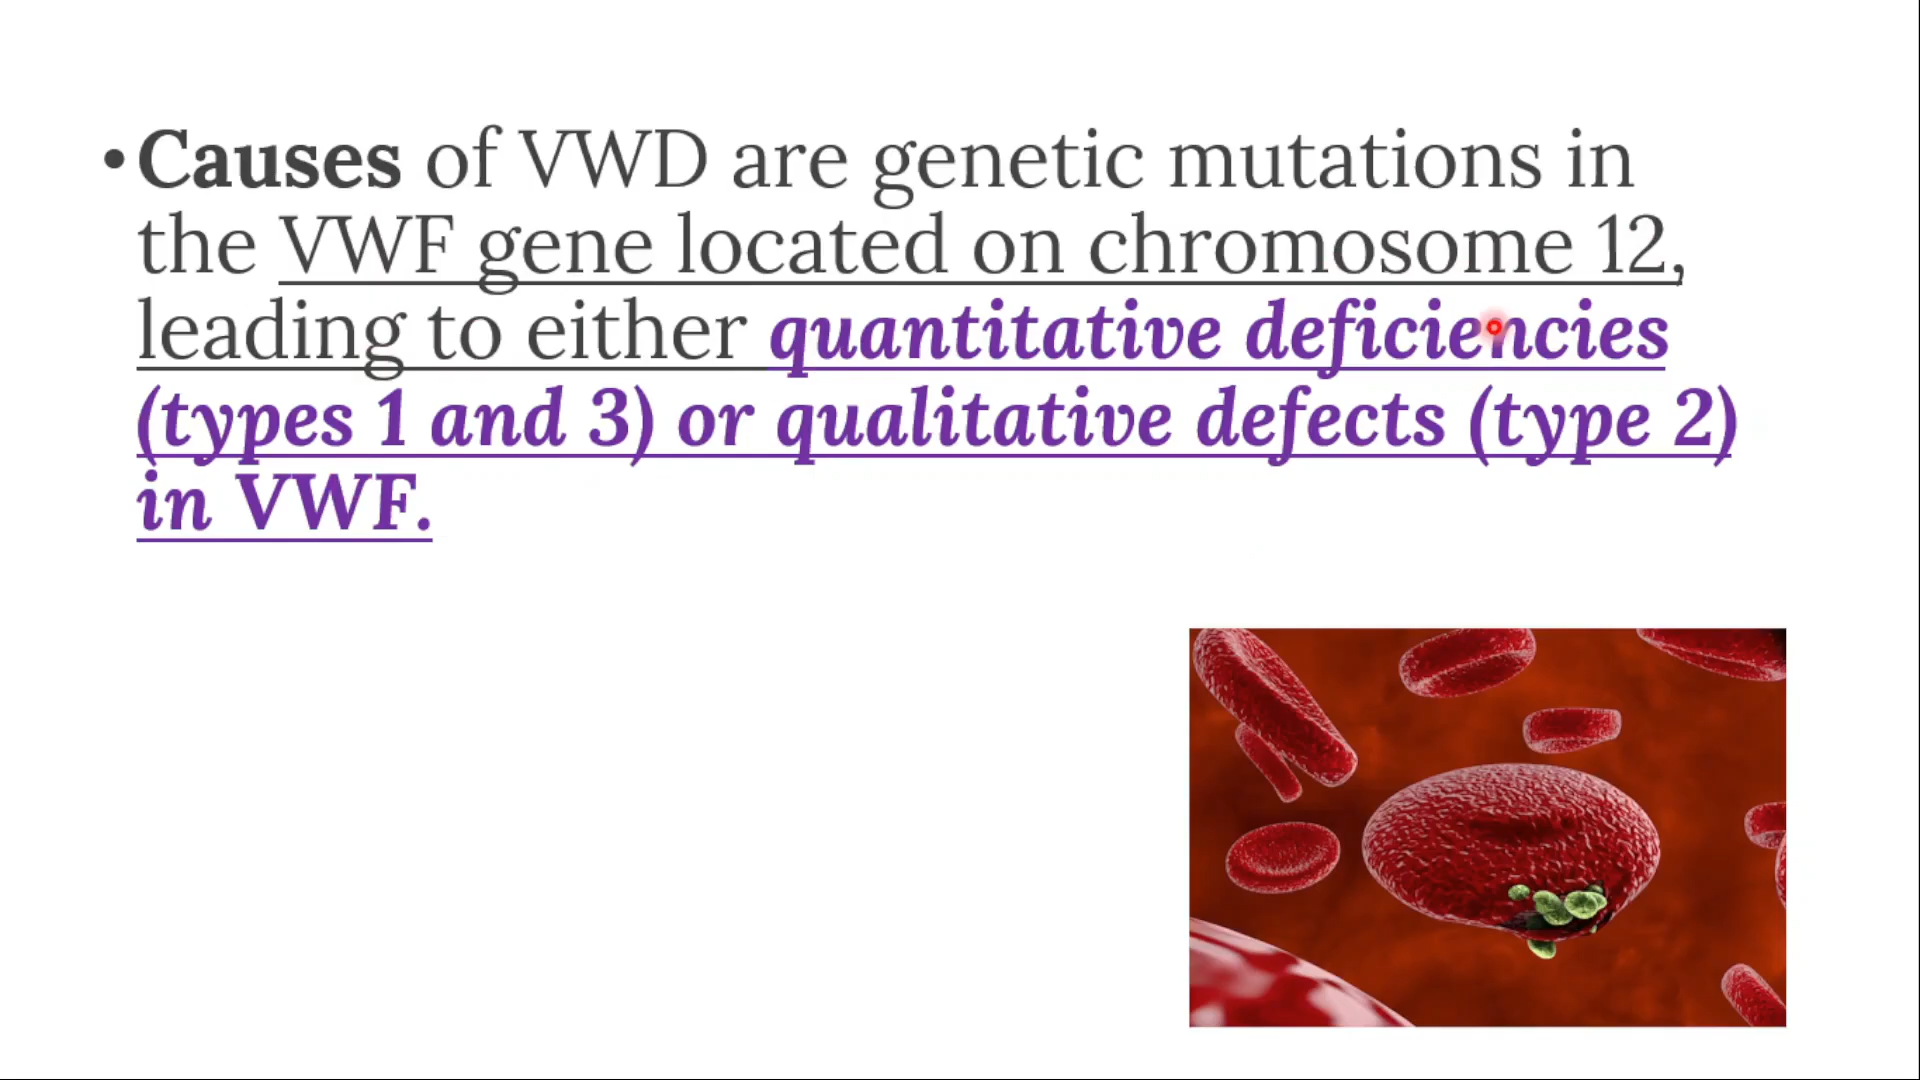 • Causes of VWD are genetic mutations in
the VWF gene located on chromosome 12,
leading to either quantitative deficiencies
(types 1 and 3) or qualitative defects (type 2)
in VWF.